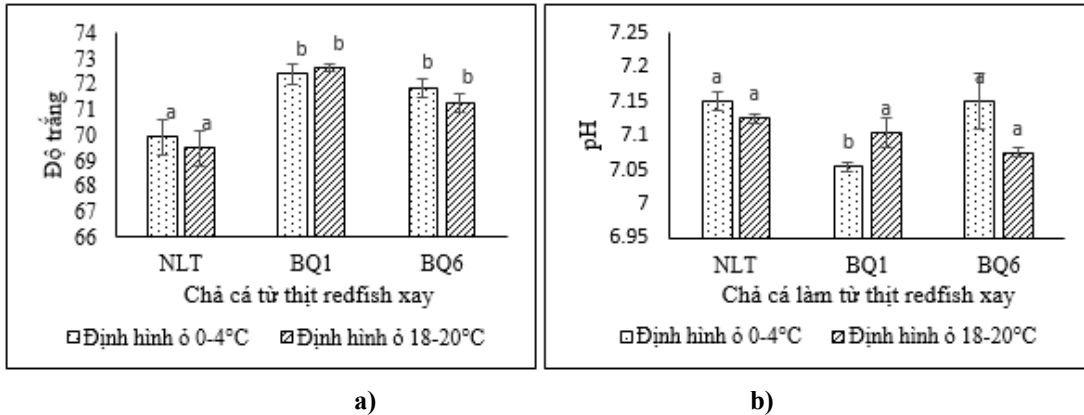 74
73
72
71
70
69
68
67
66
Độ trắng
a a
b b
b b
NLT BQ1 BQ6
Chả cá từ thịt redfish xay
Định hình ỏ 0-4°C Định hình ỏ 18-20°C
a)
7.25
7.2
7.15
7.1
7.05
7
6.95
pH
a a
b a
a a
NLT BQ1 BQ6
Chả cá làm từ thịt redfish xay
Định hình ỏ 0-4°C Định hình ỏ 18-20°C
b)